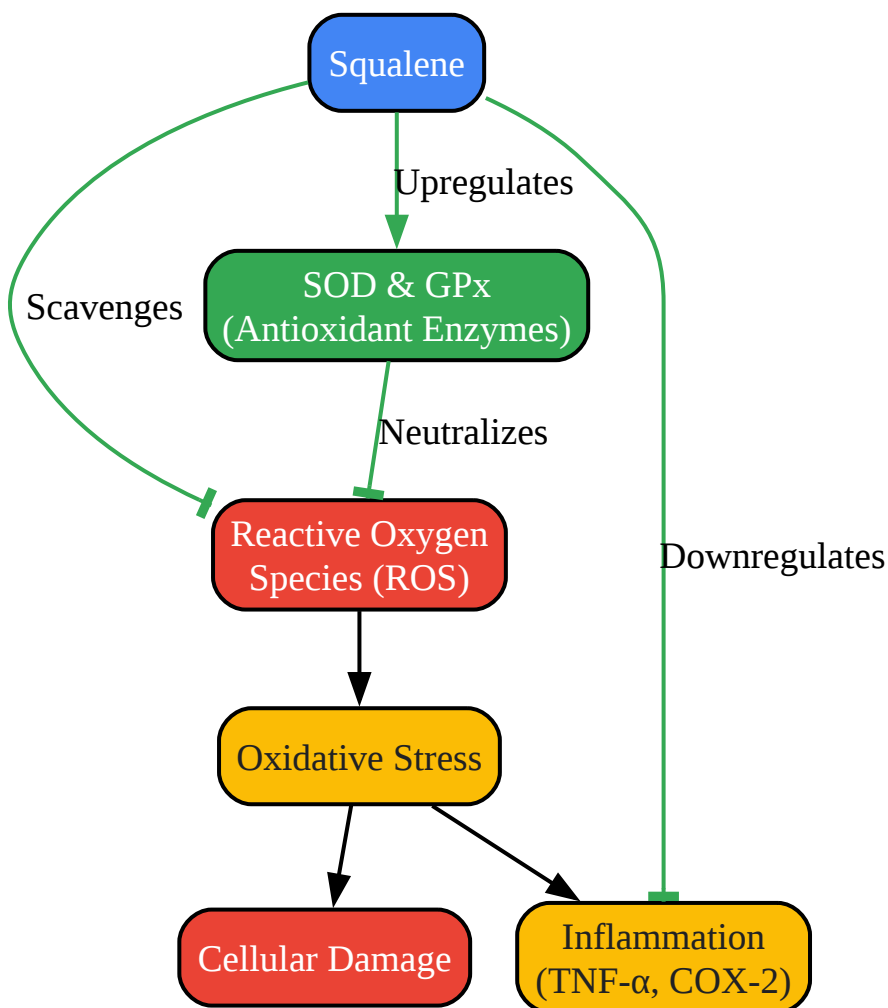 Squalene
Upregulates
SOD & GPx
(Antioxidant Enzymes)
Scavenges
Neutralizes
Reactive Oxygen
Species (ROS)
Downregulates
Oxidative Stress
Cellular Damage
Inflammation
(TNF-α, COX-2)